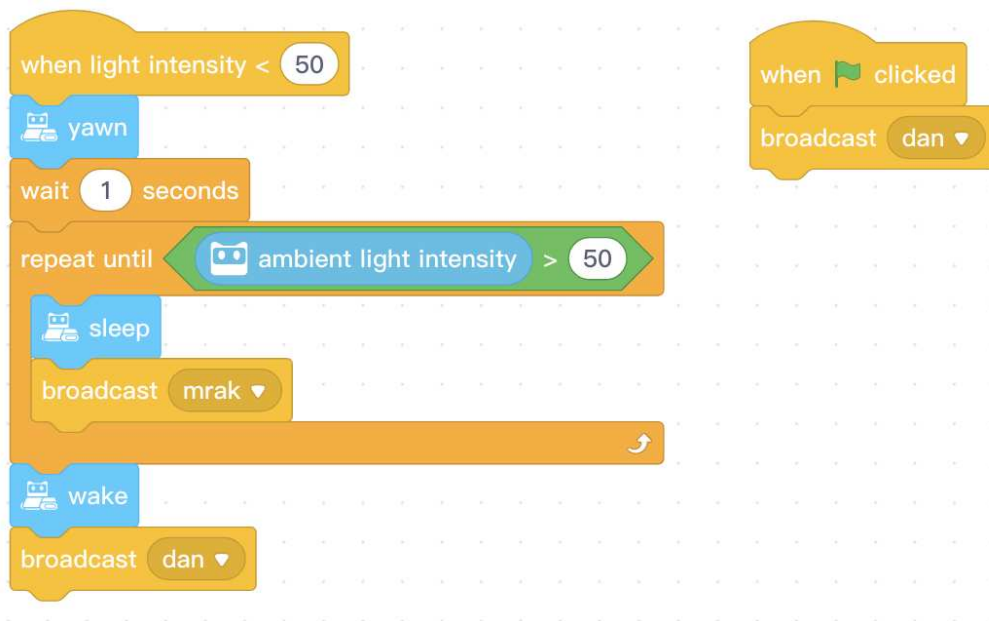 when light intensity < 50
yawn
wait 1 seconds
repeat until ambient light intensity > 50
sleep
broadcast mrak
wake
broadcast dan
when clicked
broadcast dan